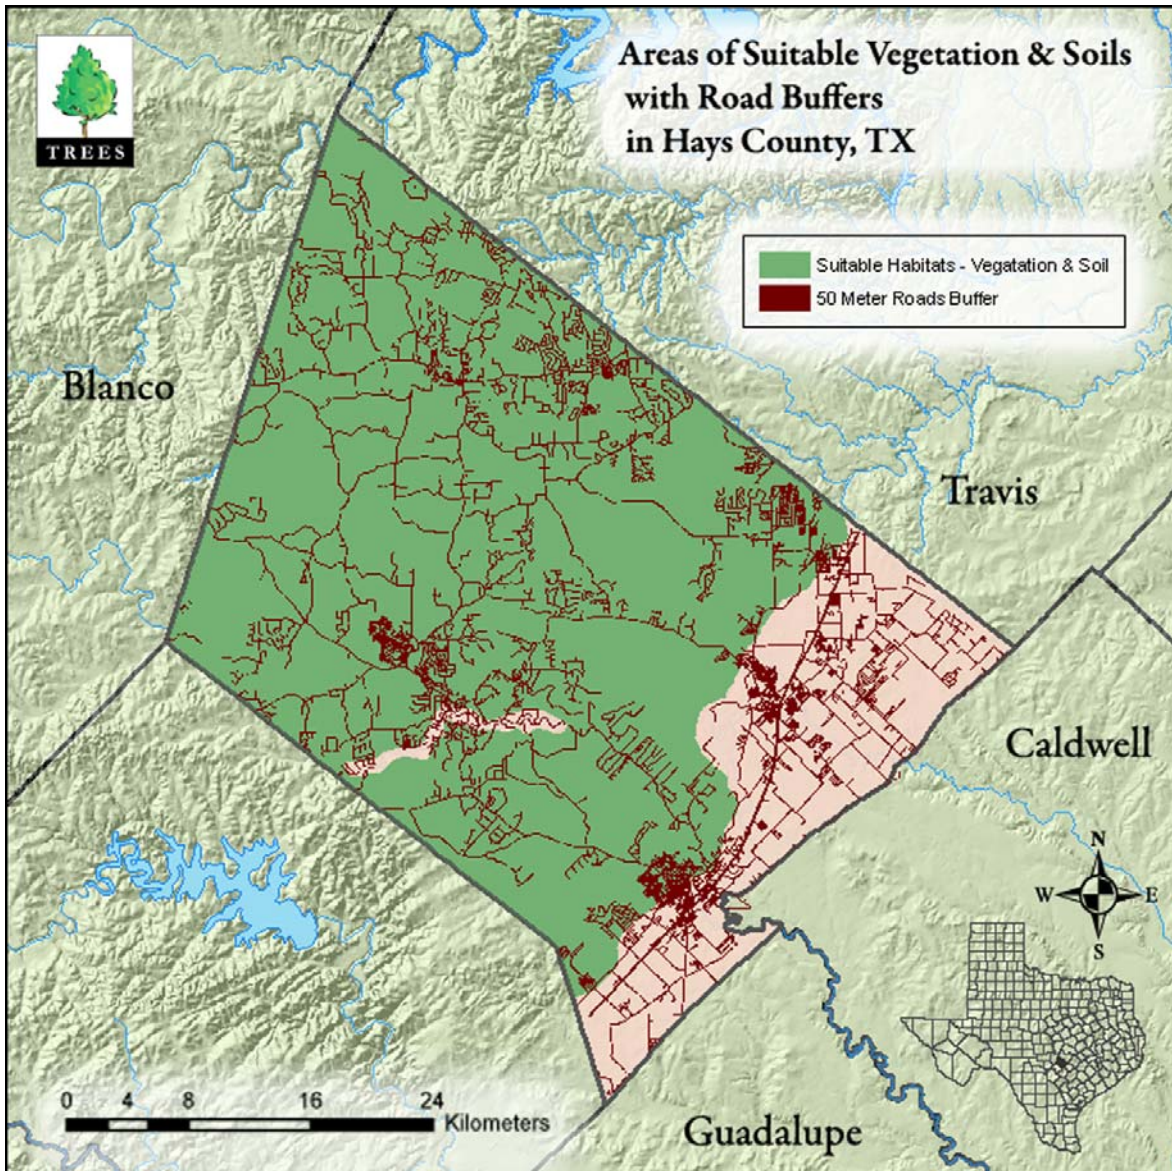 TREES
Areas of Suitable Vegetation & Soils
with Road Buffers
in Hays County, TX
Suitable Habitats - Vegatation & Soil
50 Meter Roads Buffer
Blanco
Travis
Caldwell
N
W E
S
0 4 8 16 24
Kilometers
Guadalupe